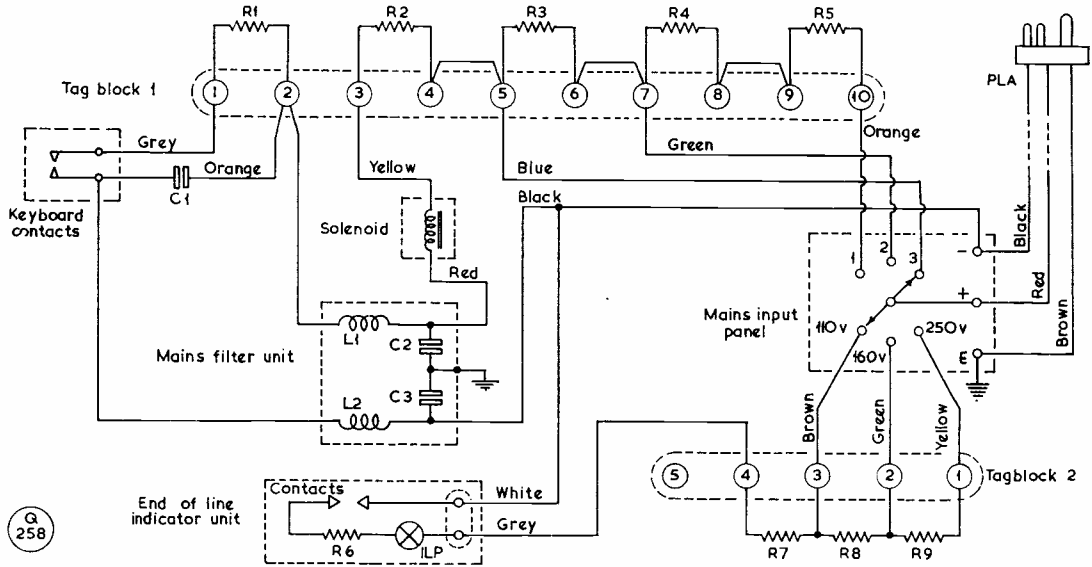 R1
R2
R3
R4
R5
PLA
Tag block 1
1
2
3
4
5
6
7
8
9
10
Grey
Orange
C1
Keyboard
contacts
Yellow
Blue
Green
Orange
Black
Solenoid
Red
Black
Red
Brown
1
2
3
-
+
E
Mains input
panel
110v
160v
250v
Mains filter unit
L1
C2
C3
L2
Brown
Green
Yellow
5
4
3
2
1
Tagblock 2
R7
R8
R9
End of line
indicator unit
Contacts
White
Grey
R6
ILP
Q
258